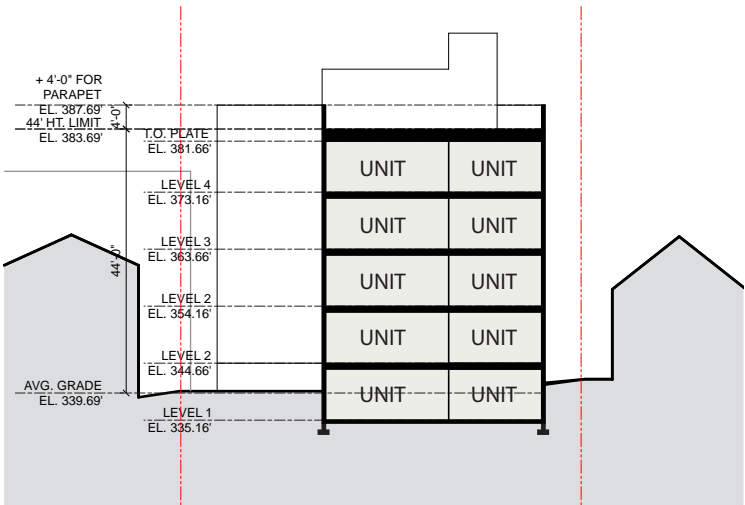 + 4'-0" FOR
PARAPET
EL. 387.69'
4'-0"
44' HT. LIMIT
EL. 383.69'
T.O. PLATE
EL. 381.66'
UNIT UNIT
LEVEL 4
EL. 373.16'
UNIT UNIT
LEVEL 3
EL. 363.66'
44'-0"
UNIT UNIT
LEVEL 2
EL. 354.16'
UNIT UNIT
LEVEL 2
EL. 344.66'
AVG. GRADE
EL. 339.69'
UNIT UNIT
LEVEL 1
EL. 335.16'